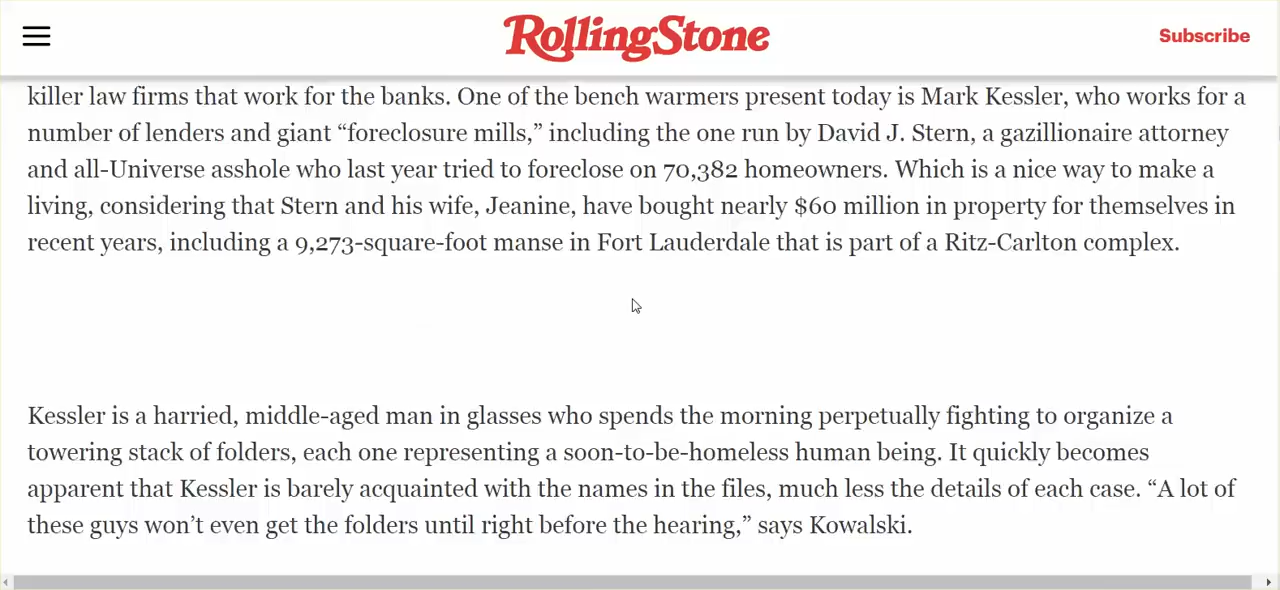 RollingStone
Subscribe
killer law firms that work for the banks. One of the bench warmers present today is Mark Kessler, who works for a
number of lenders and giant “foreclosure mills,” including the one run by David J. Stern, a gazillionaire attorney
and all-Universe asshole who last year tried to foreclose on 70,382 homeowners. Which is a nice way to make a
living, considering that Stern and his wife, Jeanine, have bought nearly $60 million in property for themselves in
recent years, including a 9,273-square-foot manse in Fort Lauderdale that is part of a Ritz-Carlton complex.
Kessler is a harried, middle-aged man in glasses who spends the morning perpetually fighting to organize a
towering stack of folders, each one representing a soon-to-be-homeless human being. It quickly becomes
apparent that Kessler is barely acquainted with the names in the files, much less the details of each case. “A lot of
these guys won’t even get the folders until right before the hearing,” says Kowalski.